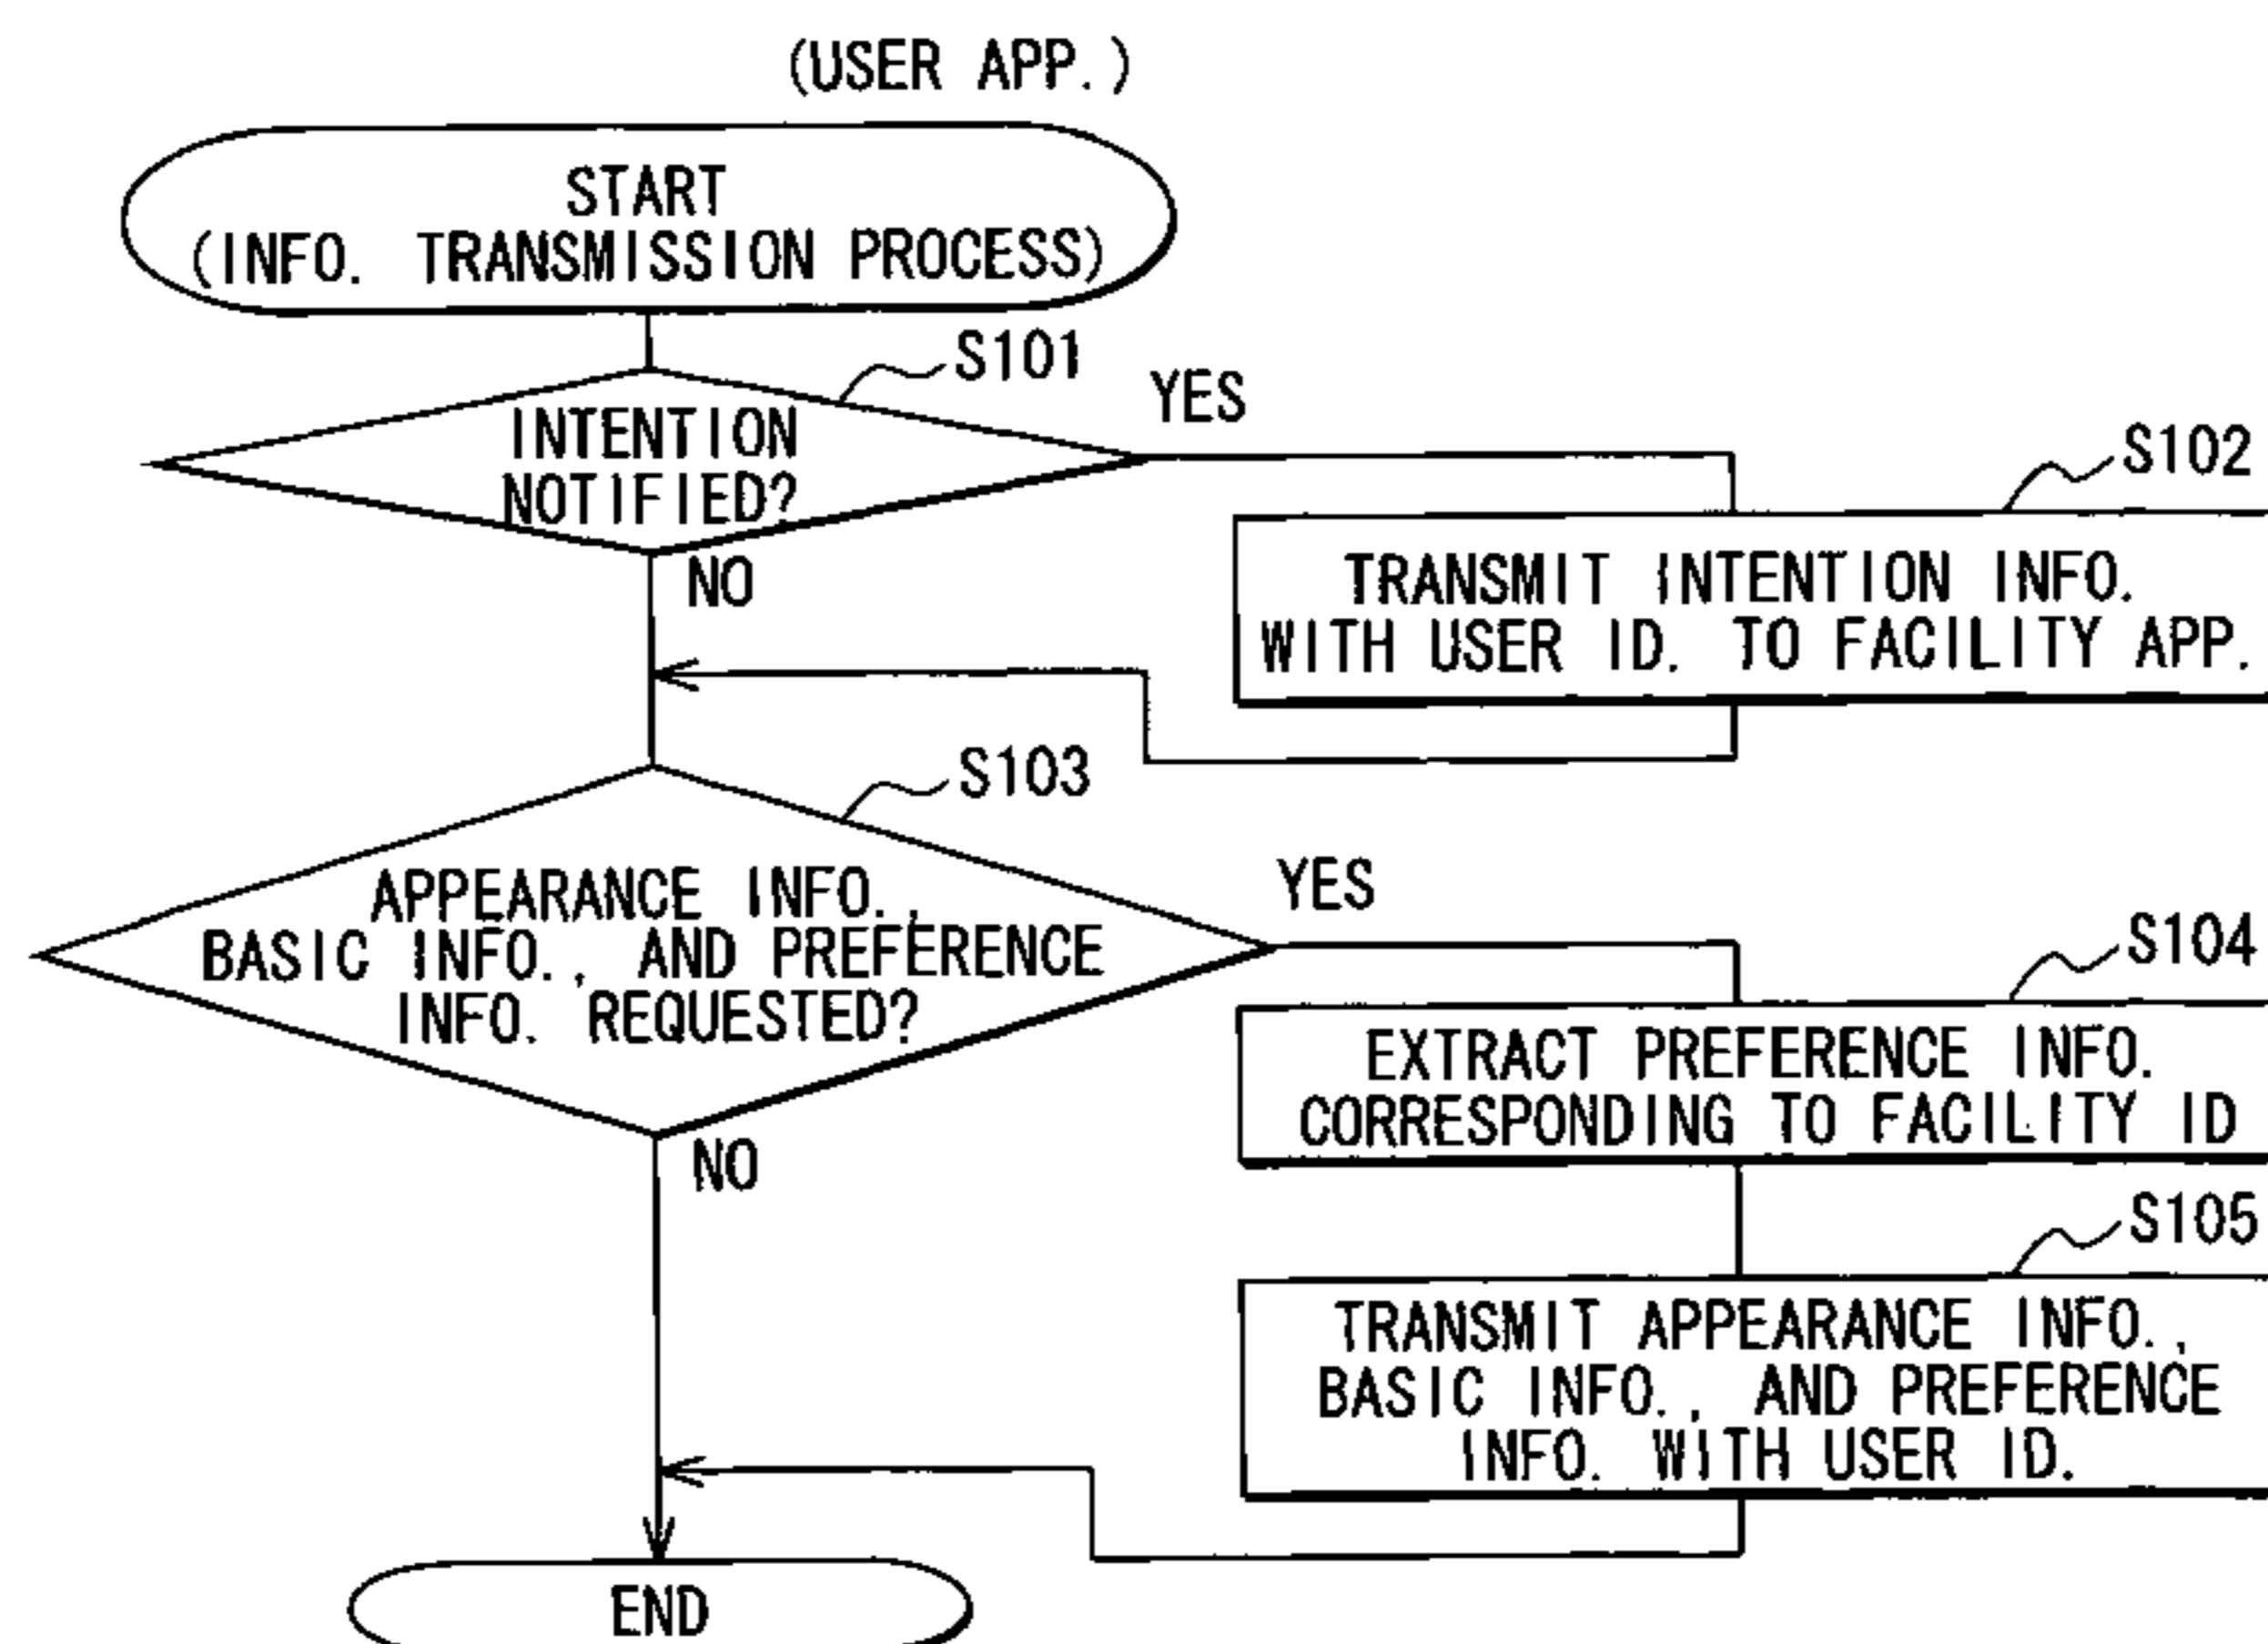 (USER APP.)
START
(INFO. TRANSMISSION PROCESS)
S101
INTENTION
NOTIFIED?
YES
NO
S102
TRANSMIT INTENTION INFO.
WITH USER ID. TO FACILITY APP.
S103
APPEARANCE INFO.,
BASIC INFO., AND PREFERENCE
INFO. REQUESTED?
YES
NO
S104
EXTRACT PREFERENCE INFO.
CORRESPONDING TO FACILITY ID
S105
TRANSMIT APPEARANCE INFO.,
BASIC INFO., AND PREFERENCE
INFO. WITH USER ID.
END